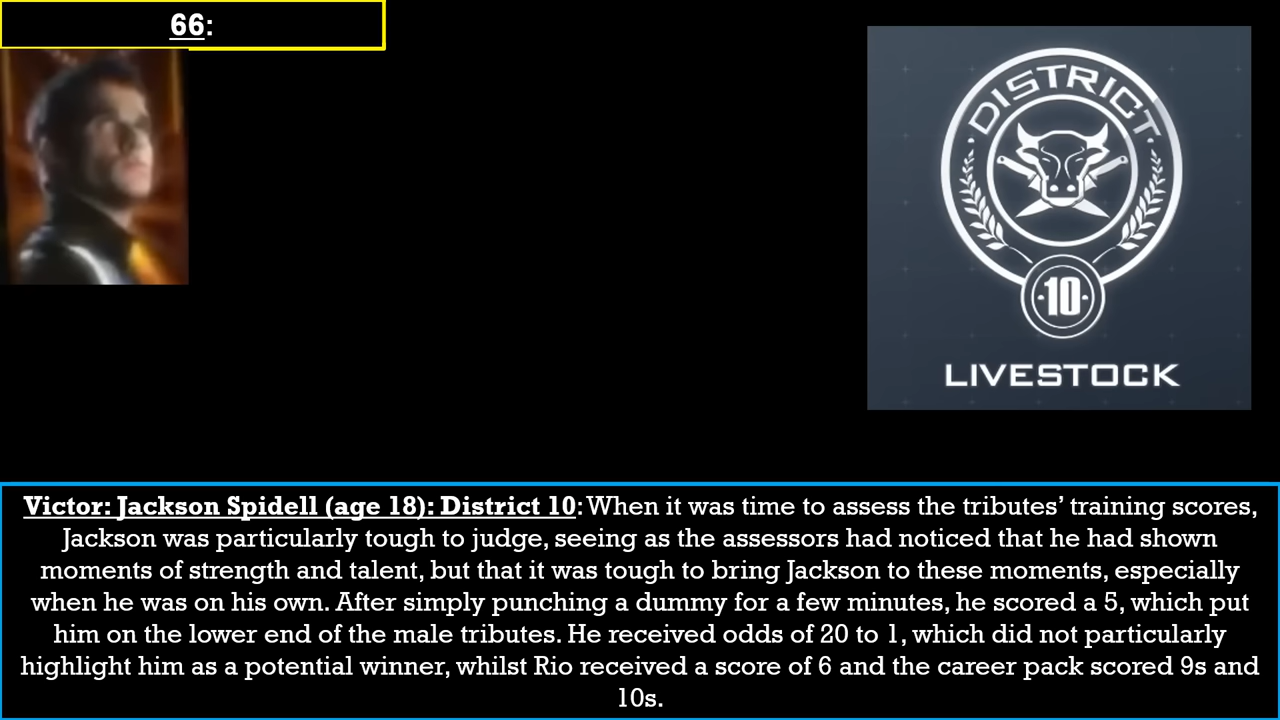 66:
DISTRICT
10
LIVESTOCK
Victor: Jackson Spidell (age 18): District 10: When it was time to assess the tributes’ training scores,
Jackson was particularly tough to judge, seeing as the assessors had noticed that he had shown
moments of strength and talent, but that it was tough to bring Jackson to these moments, especially
when he was on his own. After simply punching a dummy for a few minutes, he scored a 5, which put
him on the lower end of the male tributes. He received odds of 20 to 1, which did not particularly
highlight him as a potential winner, whilst Rio received a score of 6 and the career pack scored 9s and
10s.